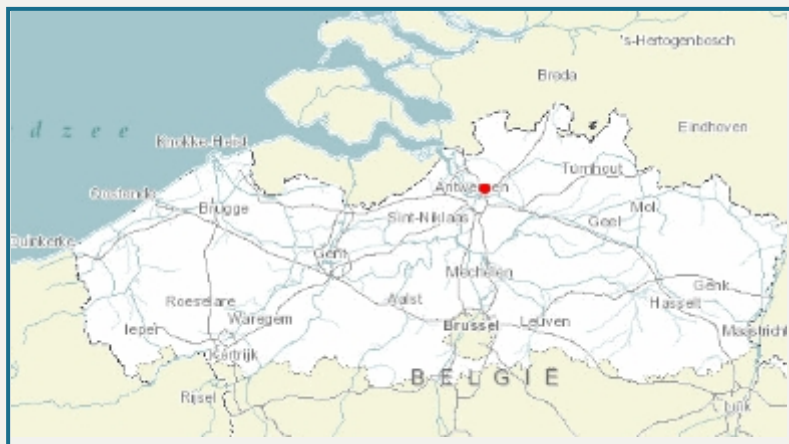 's-Hertogenbosch
Breda
d z e e
Eindhoven
Knokke-Heist
Turnhout
Oostende
Antwerpen
Mol
Brugge
Sint-Niklaas
Geel
Duinkerke
Gent
Mechelen
Genk
Roeselare
Aalst
Hasselt
Waregem
Brussel
Leuven
Ieper
Maastricht
Kortrijk
BELGIË
Rijsel
Luik